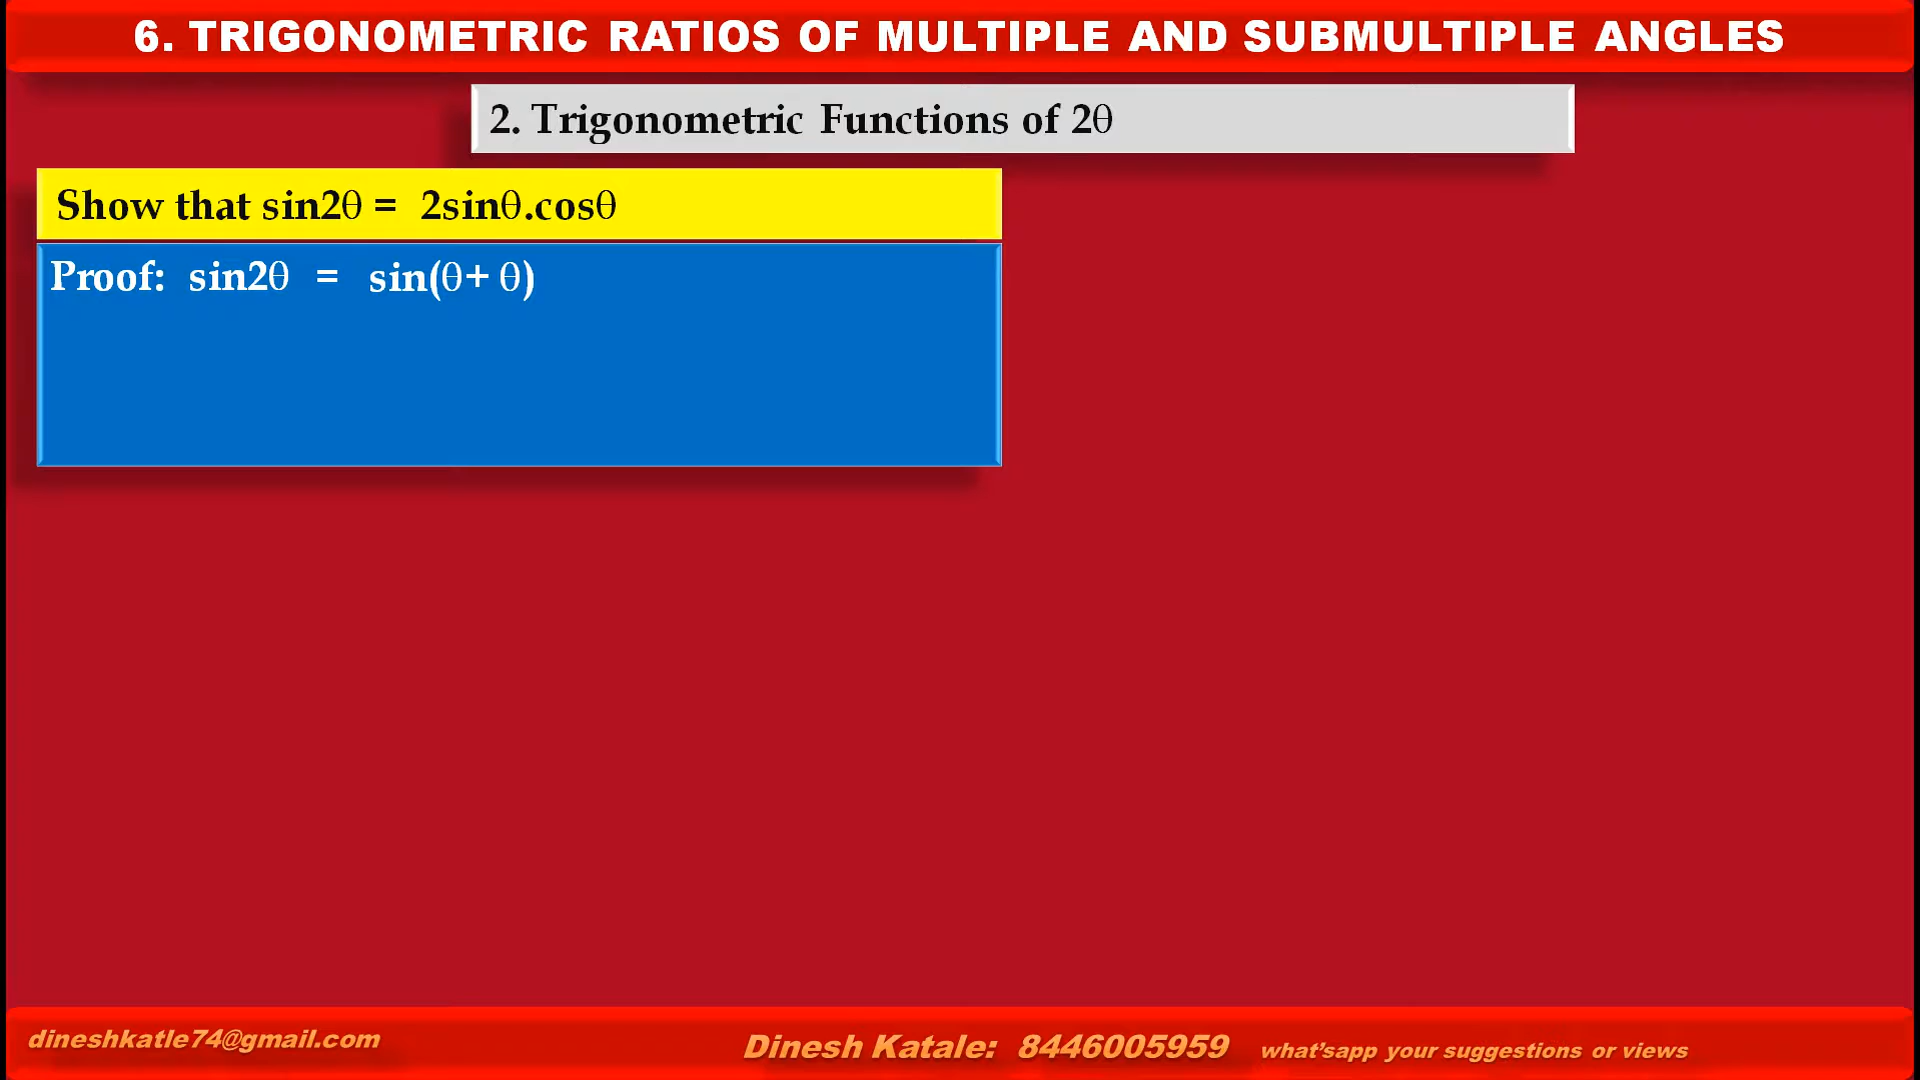 6. TRIGONOMETRIC RATIOS OF MULTIPLE AND SUBMULTIPLE ANGLES
2. Trigonometric Functions of 2θ
Show that sin2θ = 2sinθ.cosθ
Proof: sin2θ = sin(θ+ θ)
dineshkatle74@gmail.com
Dinesh Katale: 8446005959 what'sapp your suggestions or views